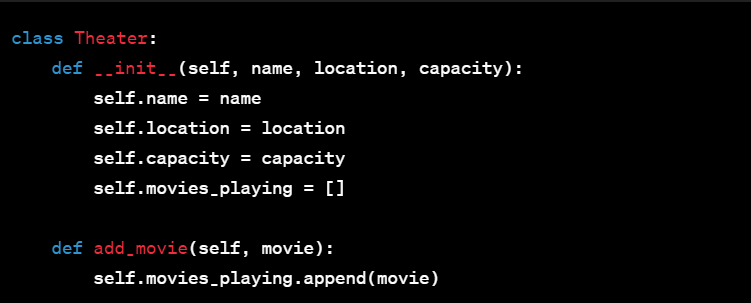 class Theater:
    def __init__(self, name, location, capacity):
        self.name = name
        self.location = location
        self.capacity = capacity
        self.movies_playing = []

    def add_movie(self, movie):
        self.movies_playing.append(movie)